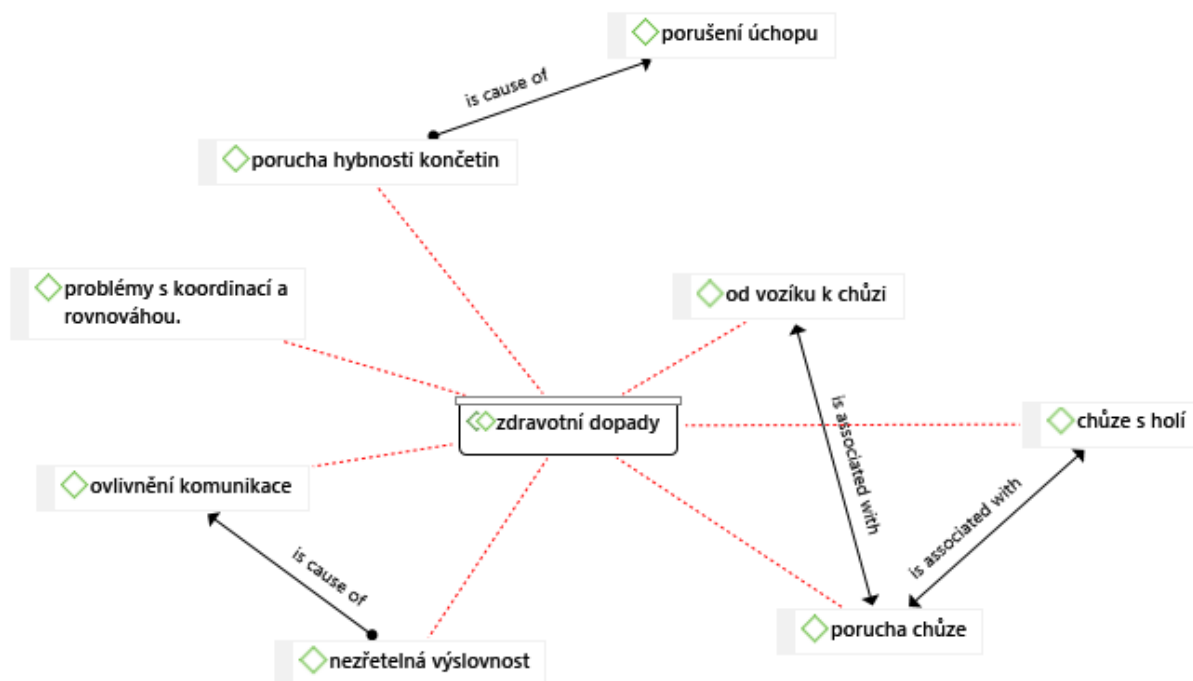 porušení úchopu
is cause of
porucha hybnosti končetin
problémy s koordinací a
rovnováhou.
od vozíku k chůzi
zdravotní dopady
is associated with
chůze s holí
ovlivnění komunikace
is associated with
is cause of
porucha chůze
nezřetelná výslovnost